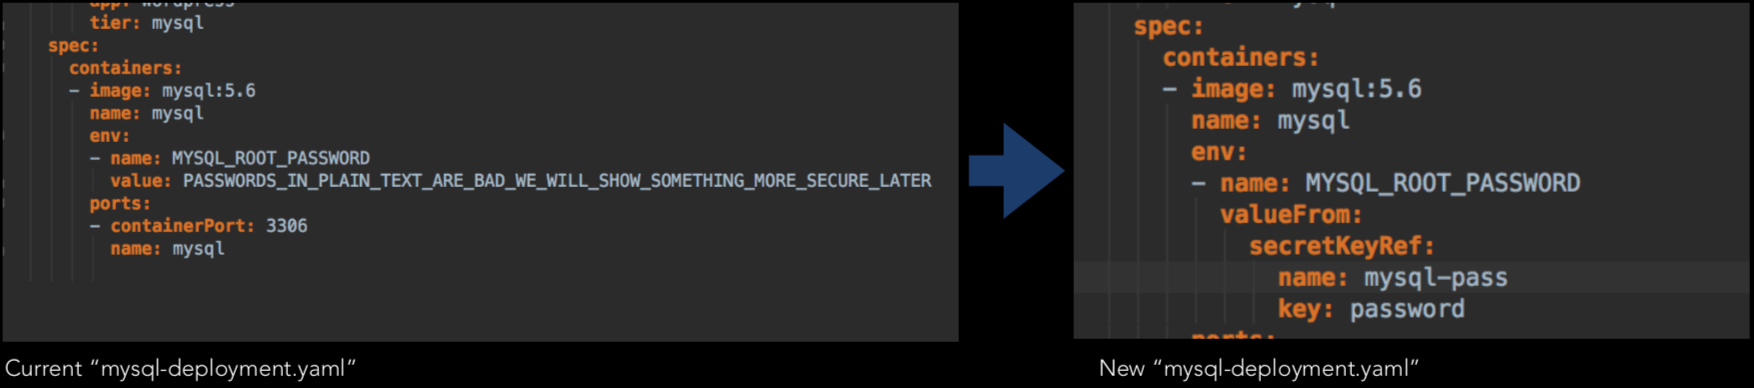 app: wordpress
tier: mysql
spec:
containers:
- image: mysql:5.6
name: mysql
env:
- name: MYSQL_ROOT_PASSWORD
value: PASSWORDS_IN_PLAIN_TEXT_ARE_BAD_WE_WILL_SHOW_SOMETHING_MORE_SECURE_LATER
ports:
- containerPort: 3306
name: mysql
Current “mysql-deployment.yaml”
spec:
containers:
- image: mysql:5.6
name: mysql
env:
- name: MYSQL_ROOT_PASSWORD
valueFrom:
secretKeyRef:
name: mysql-pass
key: password
ports:
New “mysql-deployment.yaml”